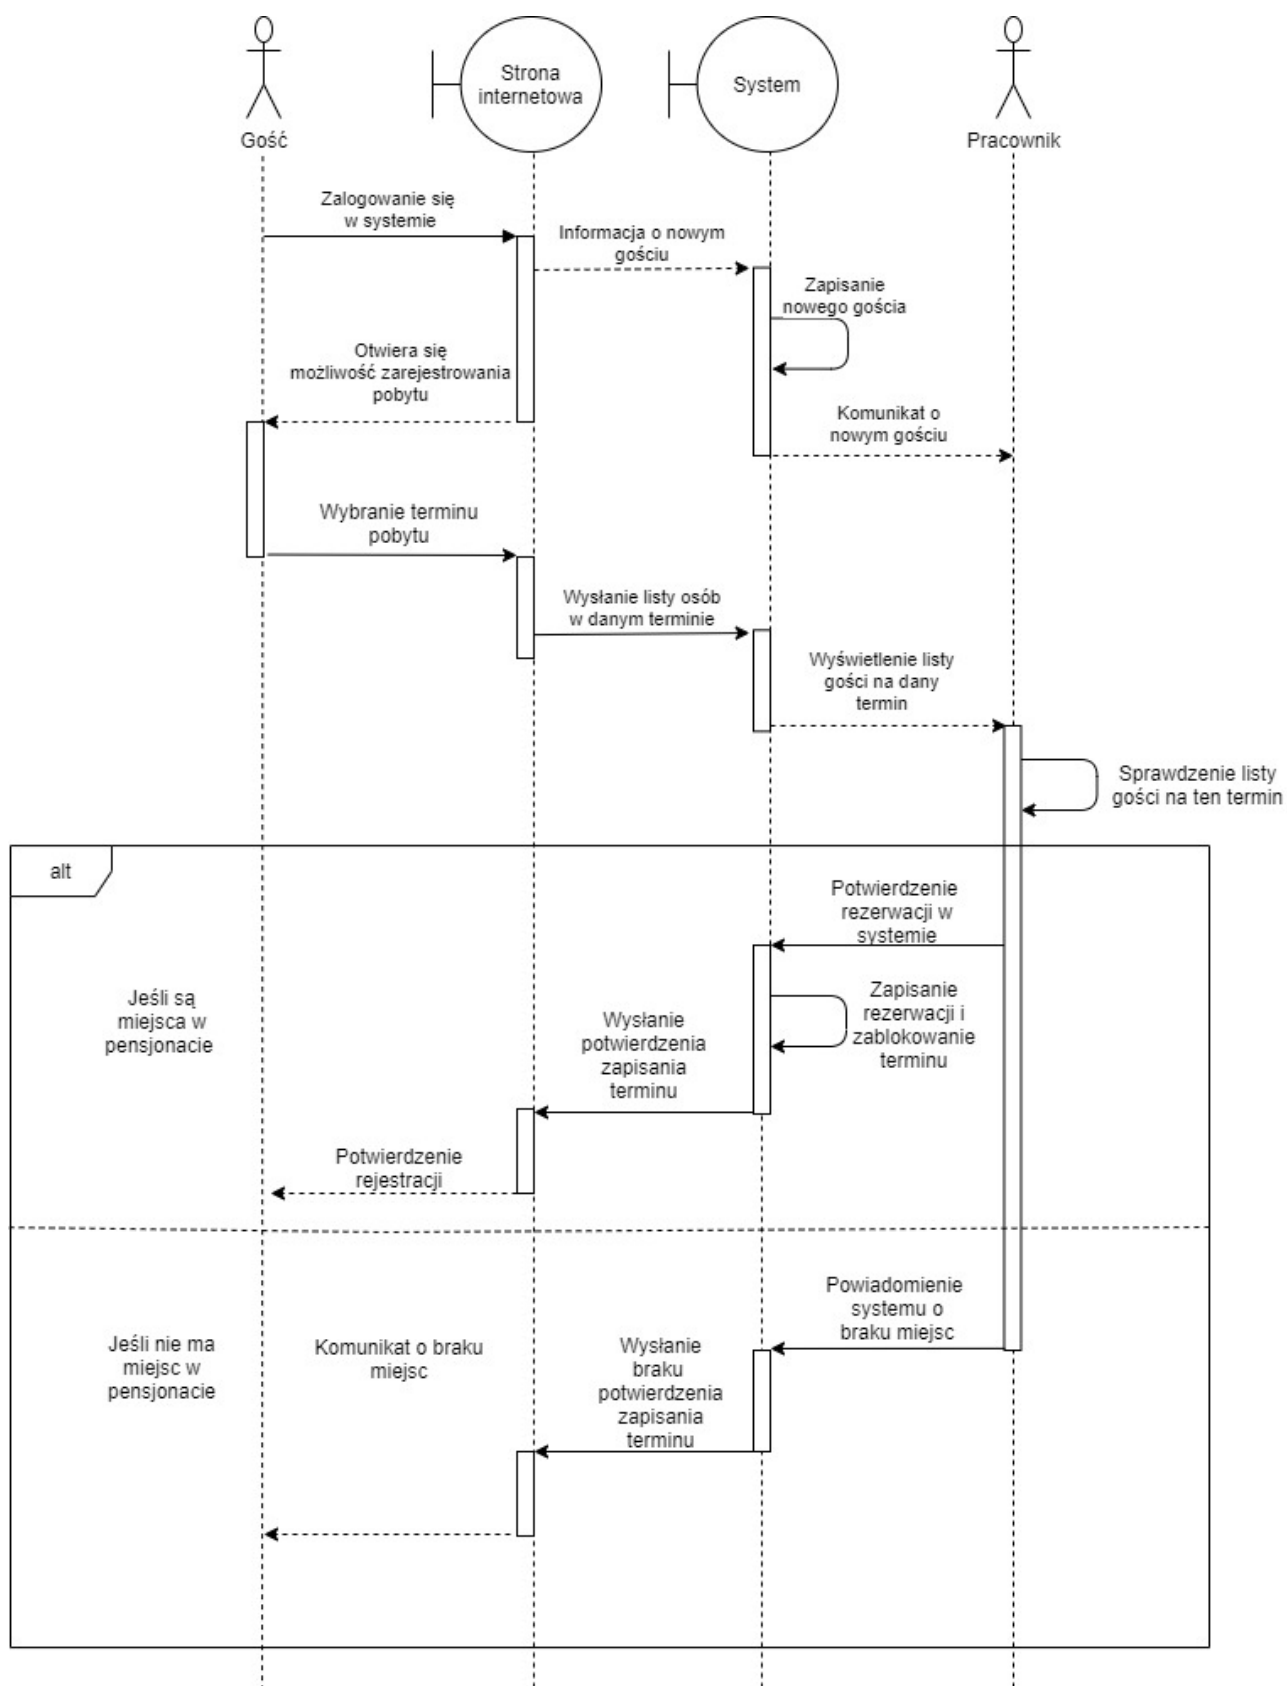 Strona
internetowa
System
Gość
Pracownik
Zalogowanie się
w systemie
Informacja o nowym
gościu
Zapisanie
nowego gościa
Otwiera się
możliwość zarejestrowania
pobytu
Komunikat o
nowym gościu
Wybranie terminu
pobytu
Wysłanie listy osób
w danym terminie
Wyświetlenie listy
gości na dany
termin
Sprawdzenie listy
gości na ten termin
alt
Potwierdzenie
rezerwacji w
systemie
Jeśli są
miejsca w
pensjonacie
Zapisanie
rezerwacji i
zablokowanie
terminu
Wysłanie
potwierdzenia
zapisania
terminu
Potwierdzenie
rejestracji
Powiadomienie
systemu o
braku miejsc
Jeśli nie ma
miejsc w
pensjonacie
Komunikat o braku
miejsc
Wysłanie
braku
potwierdzenia
zapisania
terminu